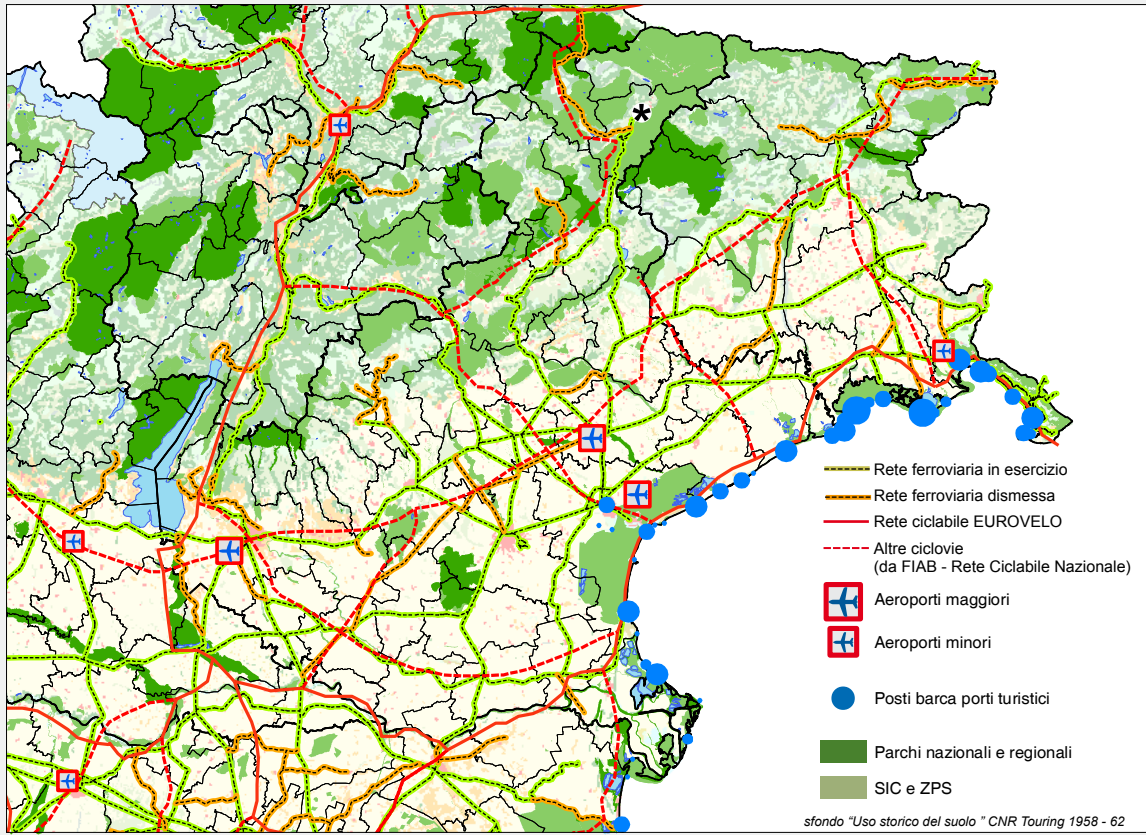 *
Rete ferroviaria in esercizio
Rete ferroviaria dismessa
Rete ciclabile EUROVELO
Altre ciclovie
(da FIAB - Rete Ciclabile Nazionale)
Aeroporti maggiori
Aeroporti minori
Posti barca porti turistici
Parchi nazionali e regionali
SIC e ZPS
sfondo “Uso storico del suolo ” CNR Touring 1958 - 62